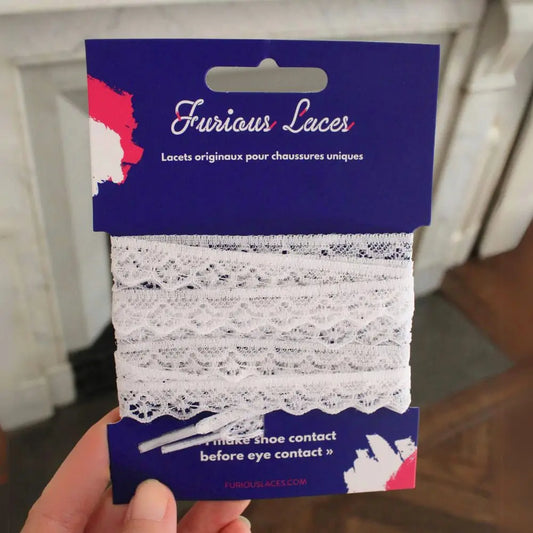 Furious Laces
Lacets originaux pour chaussures uniques
make shoe contact
before eye contact »
FURIOUSLACES.COM